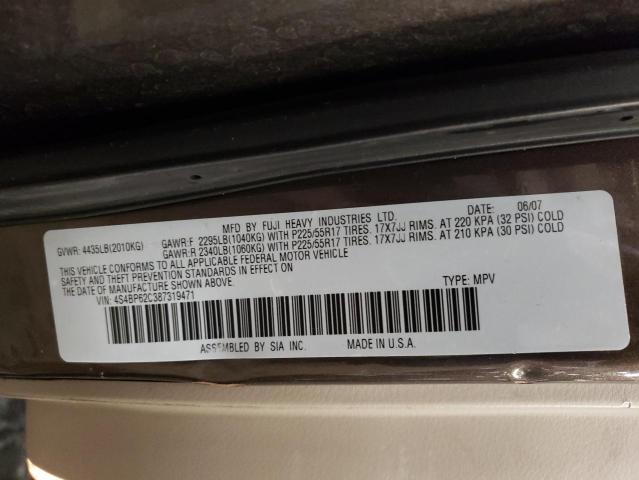 MFD BY FUJI HEAVY INDUSTRIES LTD. DATE: 06/07
GVWR: 4435LB(2010KG) GAWR:F 2295LB(1040KG) WITH P225/55R17 TIRES. 17X7JJ RIMS. AT 220 KPA (32 PSI) COLD
GAWR:R 2340LB(1060KG) WITH P225/55R17 TIRES. 17X7JJ RIMS. AT 210 KPA (30 PSI) COLD
THIS VEHICLE CONFORMS TO ALL APPLICABLE FEDERAL MOTOR VEHICLE
SAFETY AND THEFT PREVENTION STANDARDS IN EFFECT ON
THE DATE OF MANUFACTURE SHOWN ABOVE.
VIN: 4S4BP62C387319471 TYPE: MPV
ASSEMBLED BY SIA INC. MADE IN U.S.A.